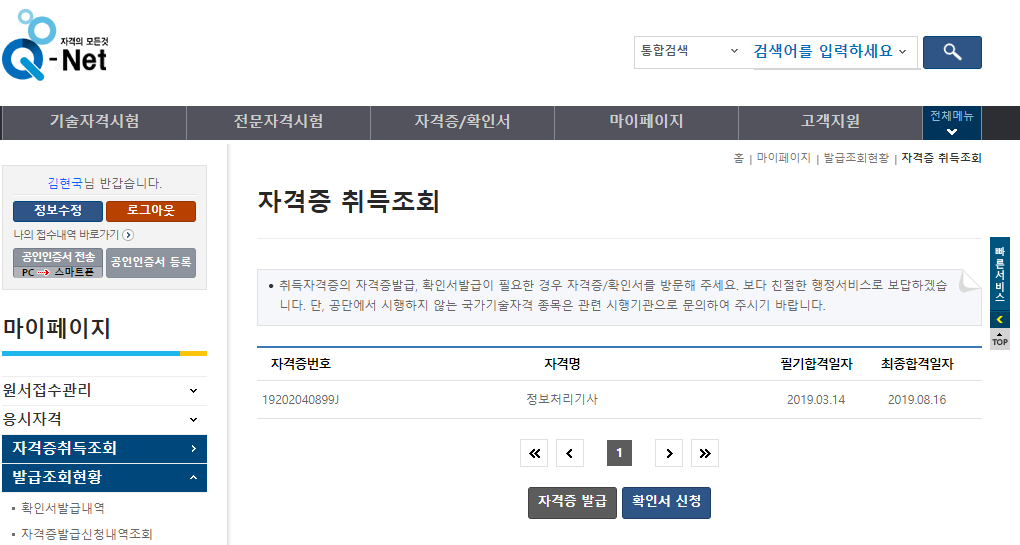 자격의 모든것
Q-Net
통합검색
검색어를 입력하세요
기술자격시험
전문자격시험
자격증/확인서
마이페이지
고객지원
전체메뉴
홈 | 마이페이지 | 발급조회현황 | 자격증 취득조회
김현국님 반갑습니다.
정보수정
로그아웃
나의 접수내역 바로가기
공인인증서 전송
PC 스마트폰
공인인증서 등록
마이페이지
원서접수관리
응시자격
자격증취득조회
발급조회현황
확인서발급내역
자격증발급신청내역조회
자격증 취득조회
취득자격증의 자격증발급, 확인서발급이 필요한 경우 자격증/확인서를 방문해 주세요. 보다 친절한 행정서비스로 보답하겠습
니다. 단, 공단에서 시행하지 않는 국가기술자격 종목은 관련 시행기관으로 문의하여 주시기 바랍니다.
자격증번호 자격명 필기합격일자 최종합격일자
19202040899J 정보처리기사 2019.03.14 2019.08.16
1
자격증 발급
확인서 신청
빠른서비스
TOP